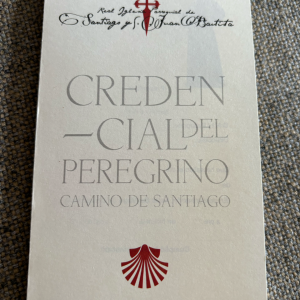 Real Iglesia Parroquial de
Santiago y S. Juan Bautista
CREDEN
-CIAL DEL
PEREGRINO
CAMINO DE SANTIAGO